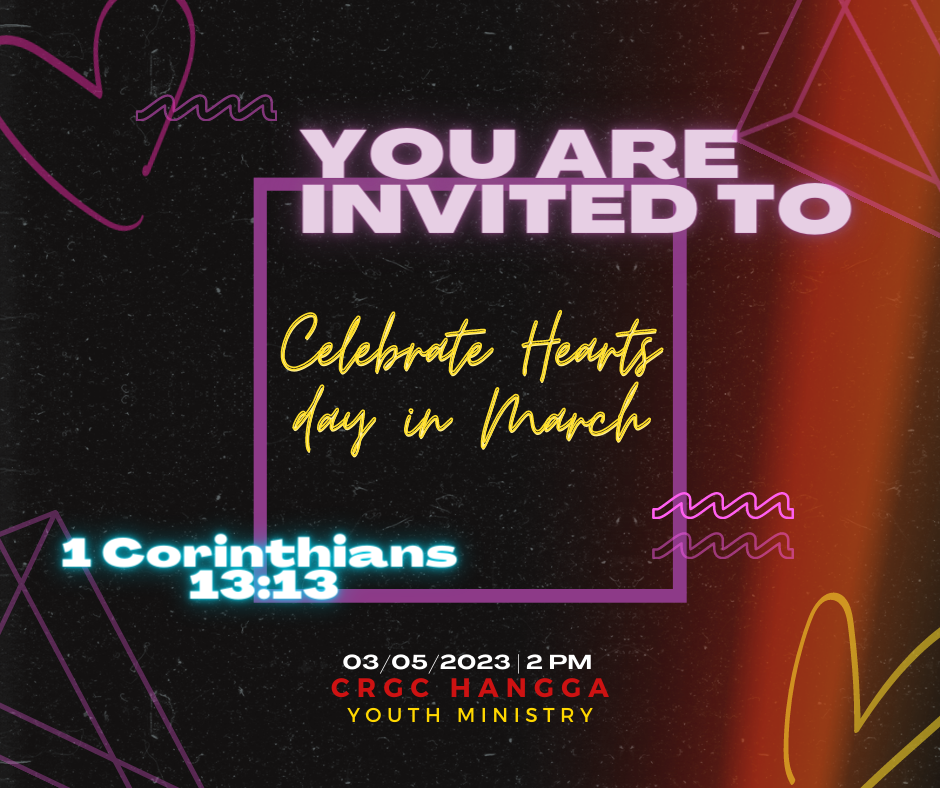 YOU ARE
INVITED TO
Celebrate Hearts
day in March
1 Corinthians
13:13
03/05/2023 | 2 PM
CRGC HANGGA
YOUTH MINISTRY